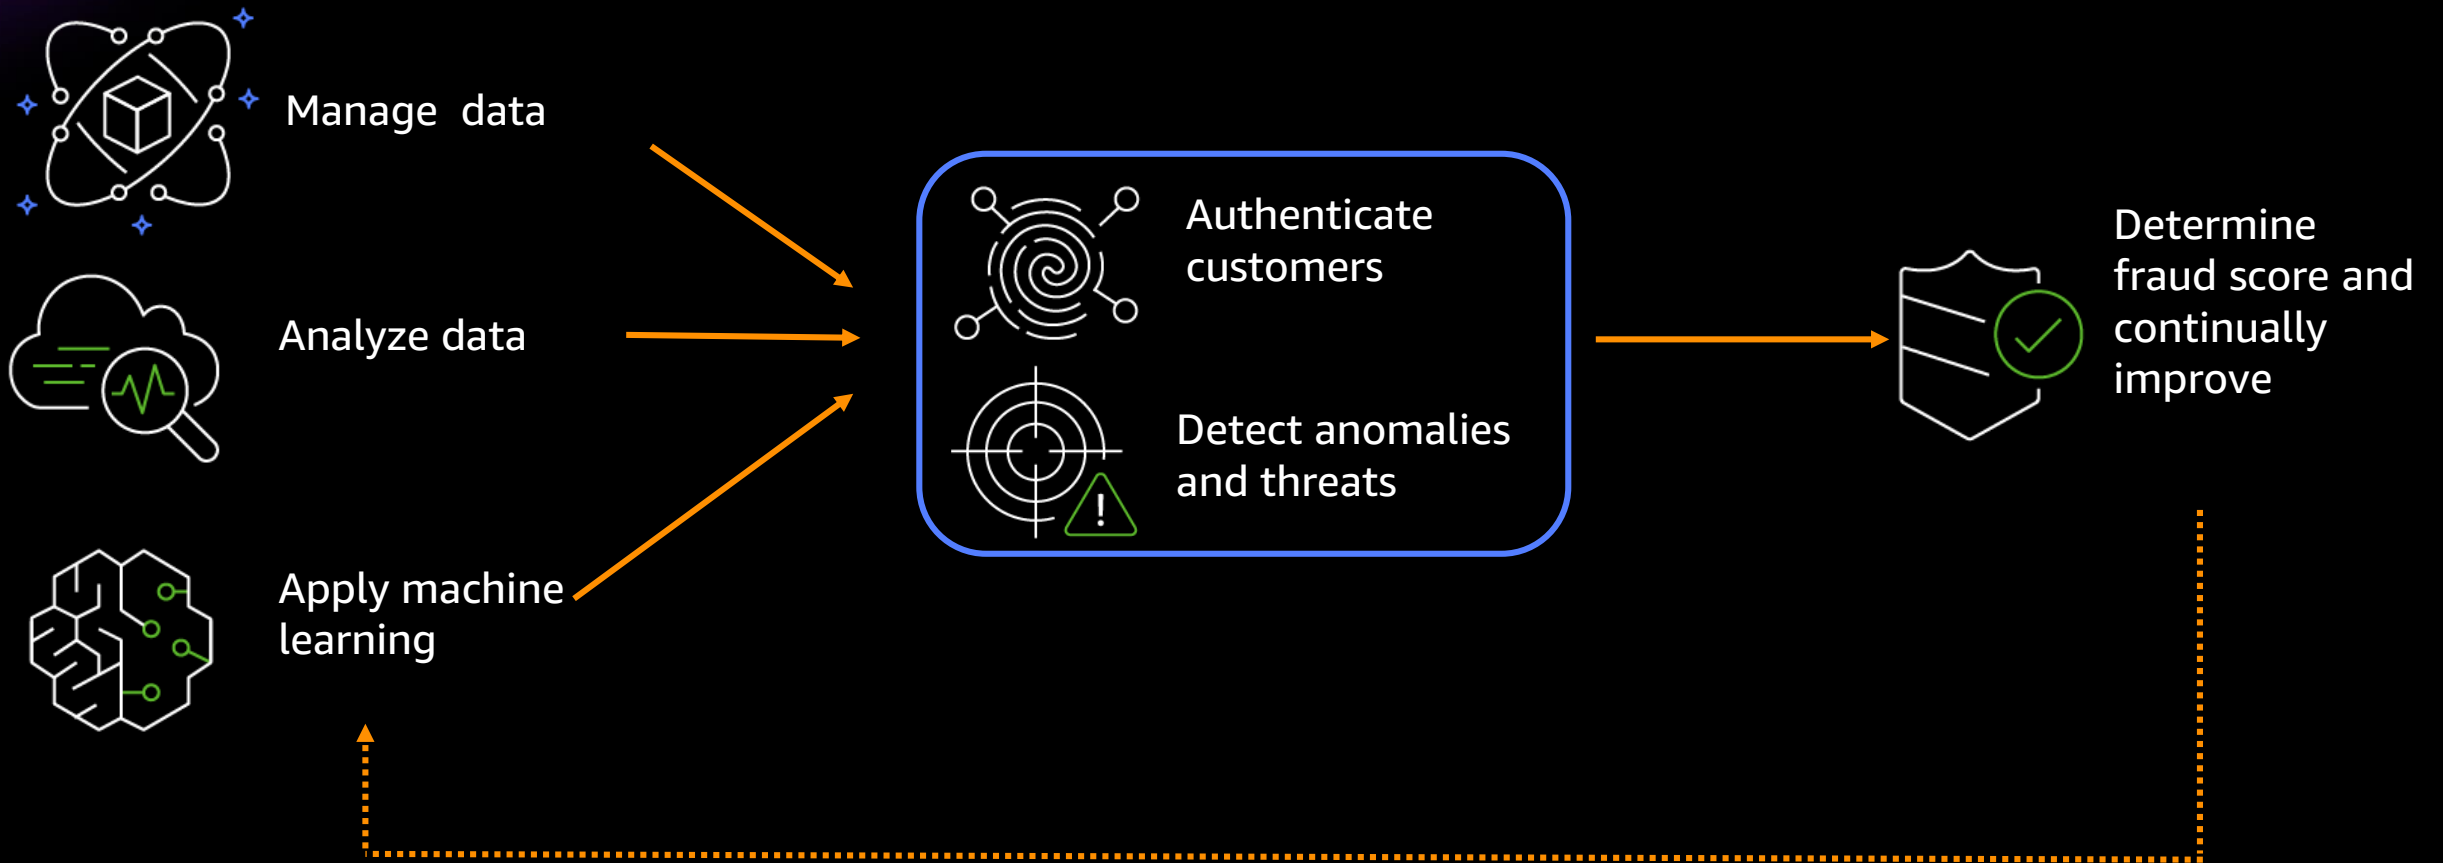 Manage  data
Analyze data
Apply machine
learning
Authenticate
customers
Detect anomalies
and threats
Determine
fraud score and
continually
improve